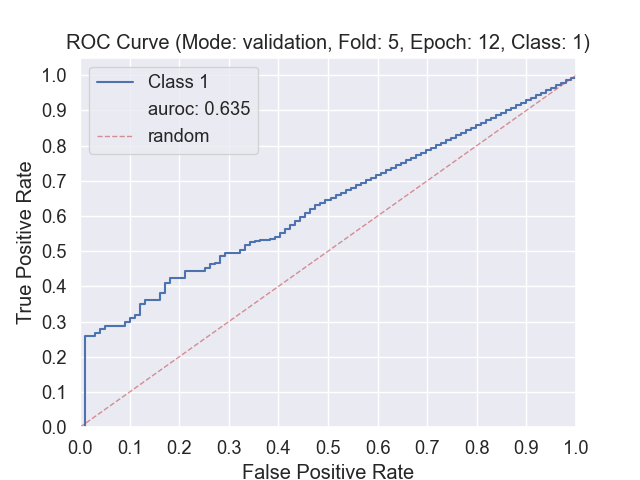 ROC Curve (Mode: validation, Fold: 5, Epoch: 12, Class: 1)
Class 1
auroc: 0.635
random
True Positive Rate
1.0
0.9
0.8
0.7
0.6
0.5
0.4
0.3
0.2
0.1
0.0
0.0 0.1 0.2 0.3 0.4 0.5 0.6 0.7 0.8 0.9 1.0
False Positive Rate